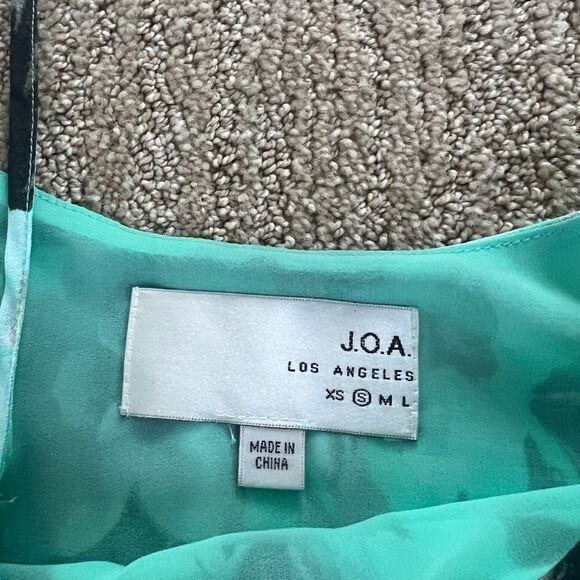 J.O.A.
LOS ANGELES
XS Ⓢ M L
MADE IN
CHINA